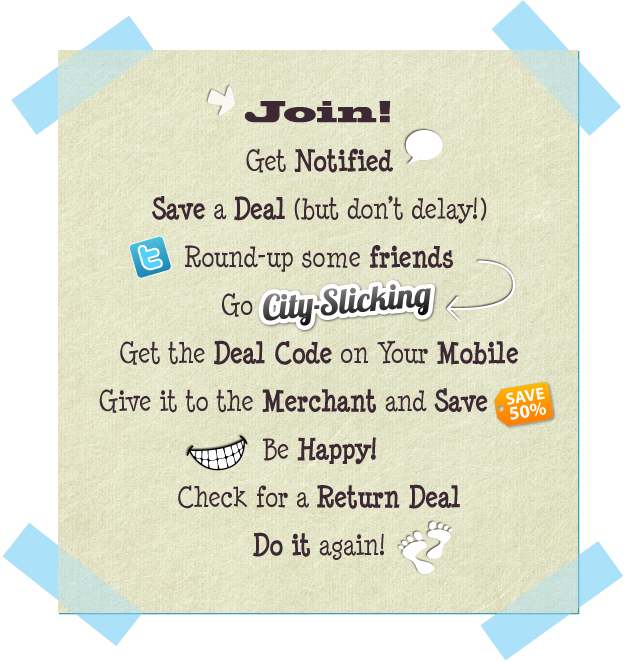 Join!
Get Notified
Save a Deal (but don't delay!)
t Round-up some friends
Go City-Slicking
Get the Deal Code on Your Mobile
Give it to the Merchant and Save SAVE 50%
Be Happy!
Check for a Return Deal
Do it again!